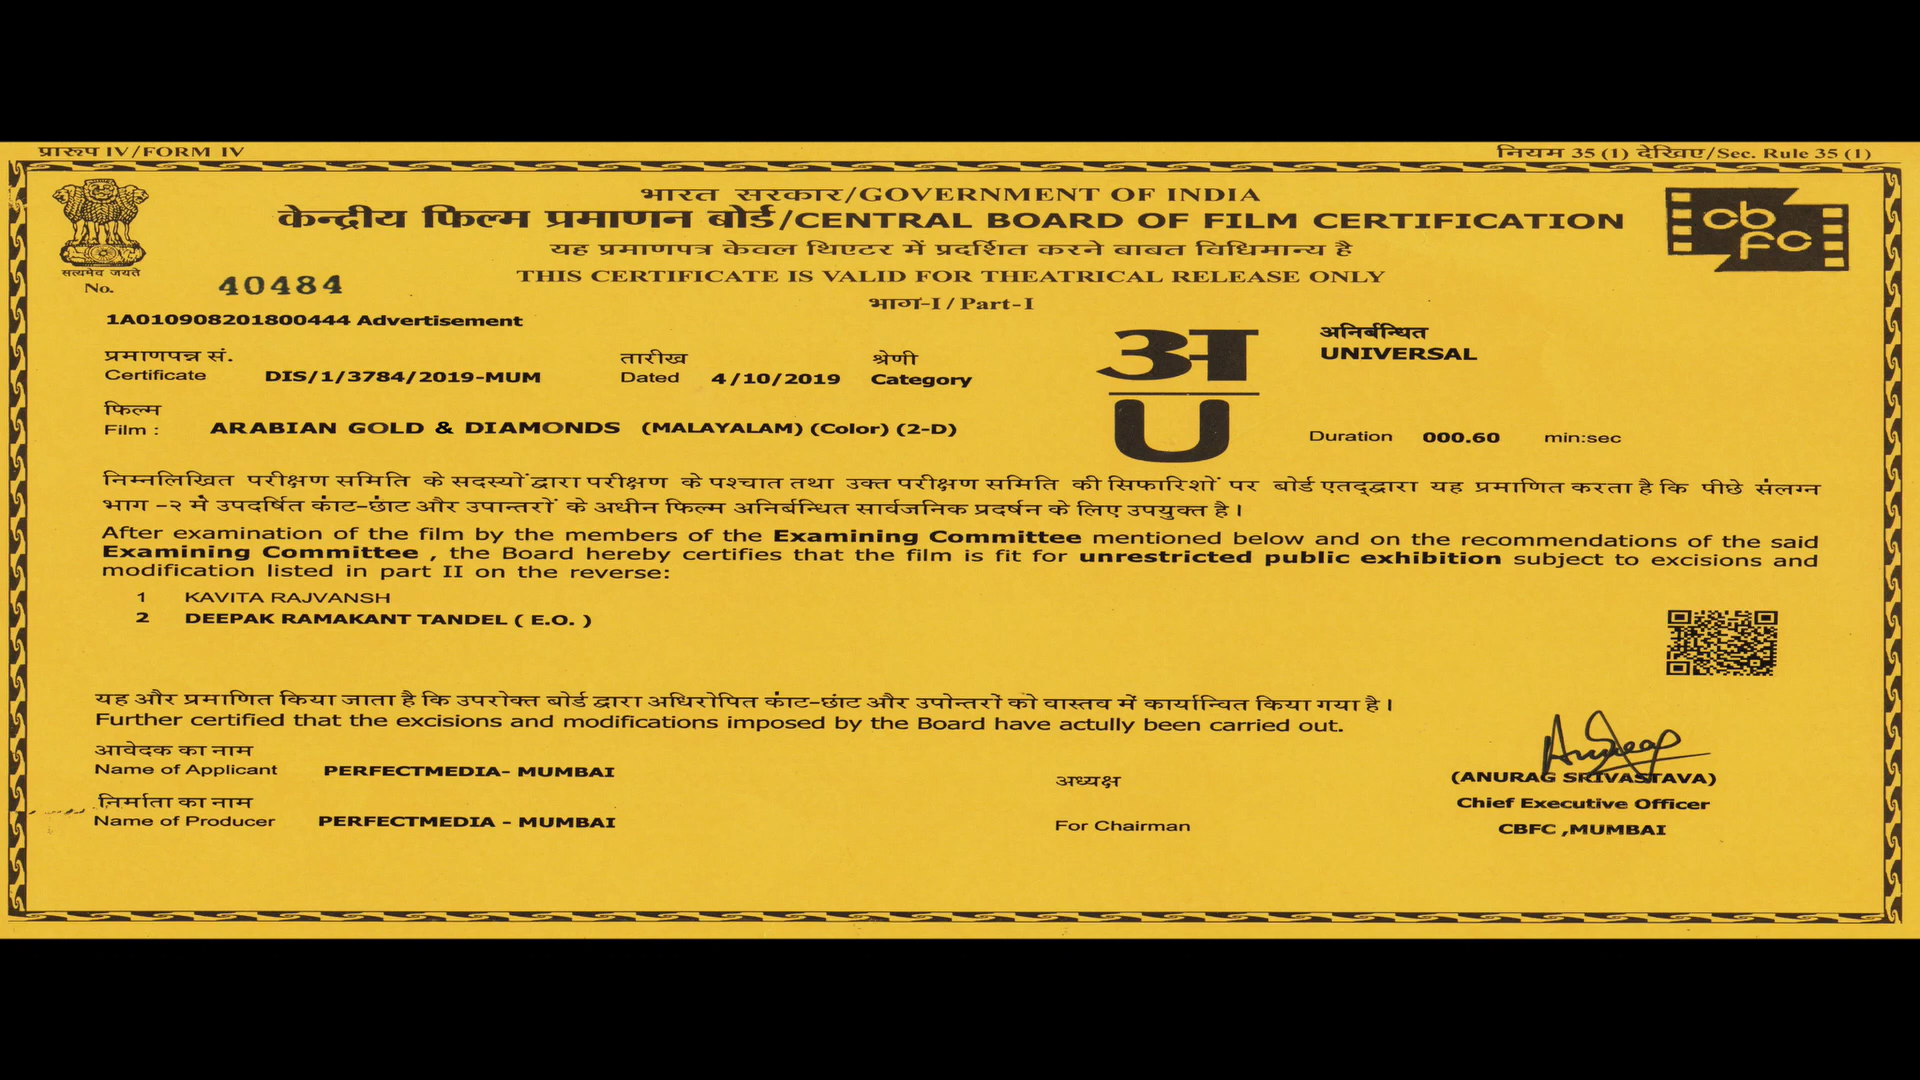 प्रारूप IV/FORM IV
नियम 35 (1) देखिए/Sec. Rule 35 (1)
भारत सरकार/GOVERNMENT OF INDIA
केन्द्रीय फिल्म प्रमाणन बोर्ड/CENTRAL BOARD OF FILM CERTIFICATION
cb
fc
यह प्रमाणपत्र केवल थिएटर में प्रदर्शित करने बाबत विधिमान्य है
सत्यमेव जयते
THIS CERTIFICATE IS VALID FOR THEATRICAL RELEASE ONLY
No. 40484
भाग-I / Part-I
1A010908201800444 Advertisement
अ
U
अनिर्बन्धित
UNIVERSAL
प्रमाणपत्र सं. तारीख श्रेणी
Certificate DIS/1/3784/2019-MUM Dated 4/10/2019 Category
फिल्म
Film : ARABIAN GOLD & DIAMONDS (MALAYALAM) (Color) (2-D)
Duration 000.60 min:sec
निम्नलिखित परीक्षण समिति के सदस्यों द्वारा परीक्षण के पश्चात तथा उक्त परीक्षण समिति की सिफारिशों पर बोर्ड एतद्द्वारा यह प्रमाणित करता है कि पीछे संलग्न
भाग -२ मे उपदर्षित कांट-छांट और उपान्तरों के अधीन फिल्म अनिर्बन्धित सार्वजनिक प्रदर्षन के लिए उपयुक्त है।
After examination of the film by the members of the Examining Committee mentioned below and on the recommendations of the said
Examining Committee , the Board hereby certifies that the film is fit for unrestricted public exhibition subject to excisions and
modification listed in part II on the reverse:
1 KAVITA RAJVANSH
2 DEEPAK RAMAKANT TANDEL ( E.O. )
यह और प्रमाणित किया जाता है कि उपरोक्त बोर्ड द्वारा अधिरोपित कांट-छांट और उपोन्तरों को वास्तव में कार्यान्वित किया गया है।
Further certified that the excisions and modifications imposed by the Board have actully been carried out.
आवेदक का नाम
Name of Applicant PERFECTMEDIA- MUMBAI
अध्यक्ष
(ANURAG SRIVASTAVA)
निर्माता का नाम
Chief Executive Officer
Name of Producer PERFECTMEDIA - MUMBAI
For Chairman
CBFC ,MUMBAI